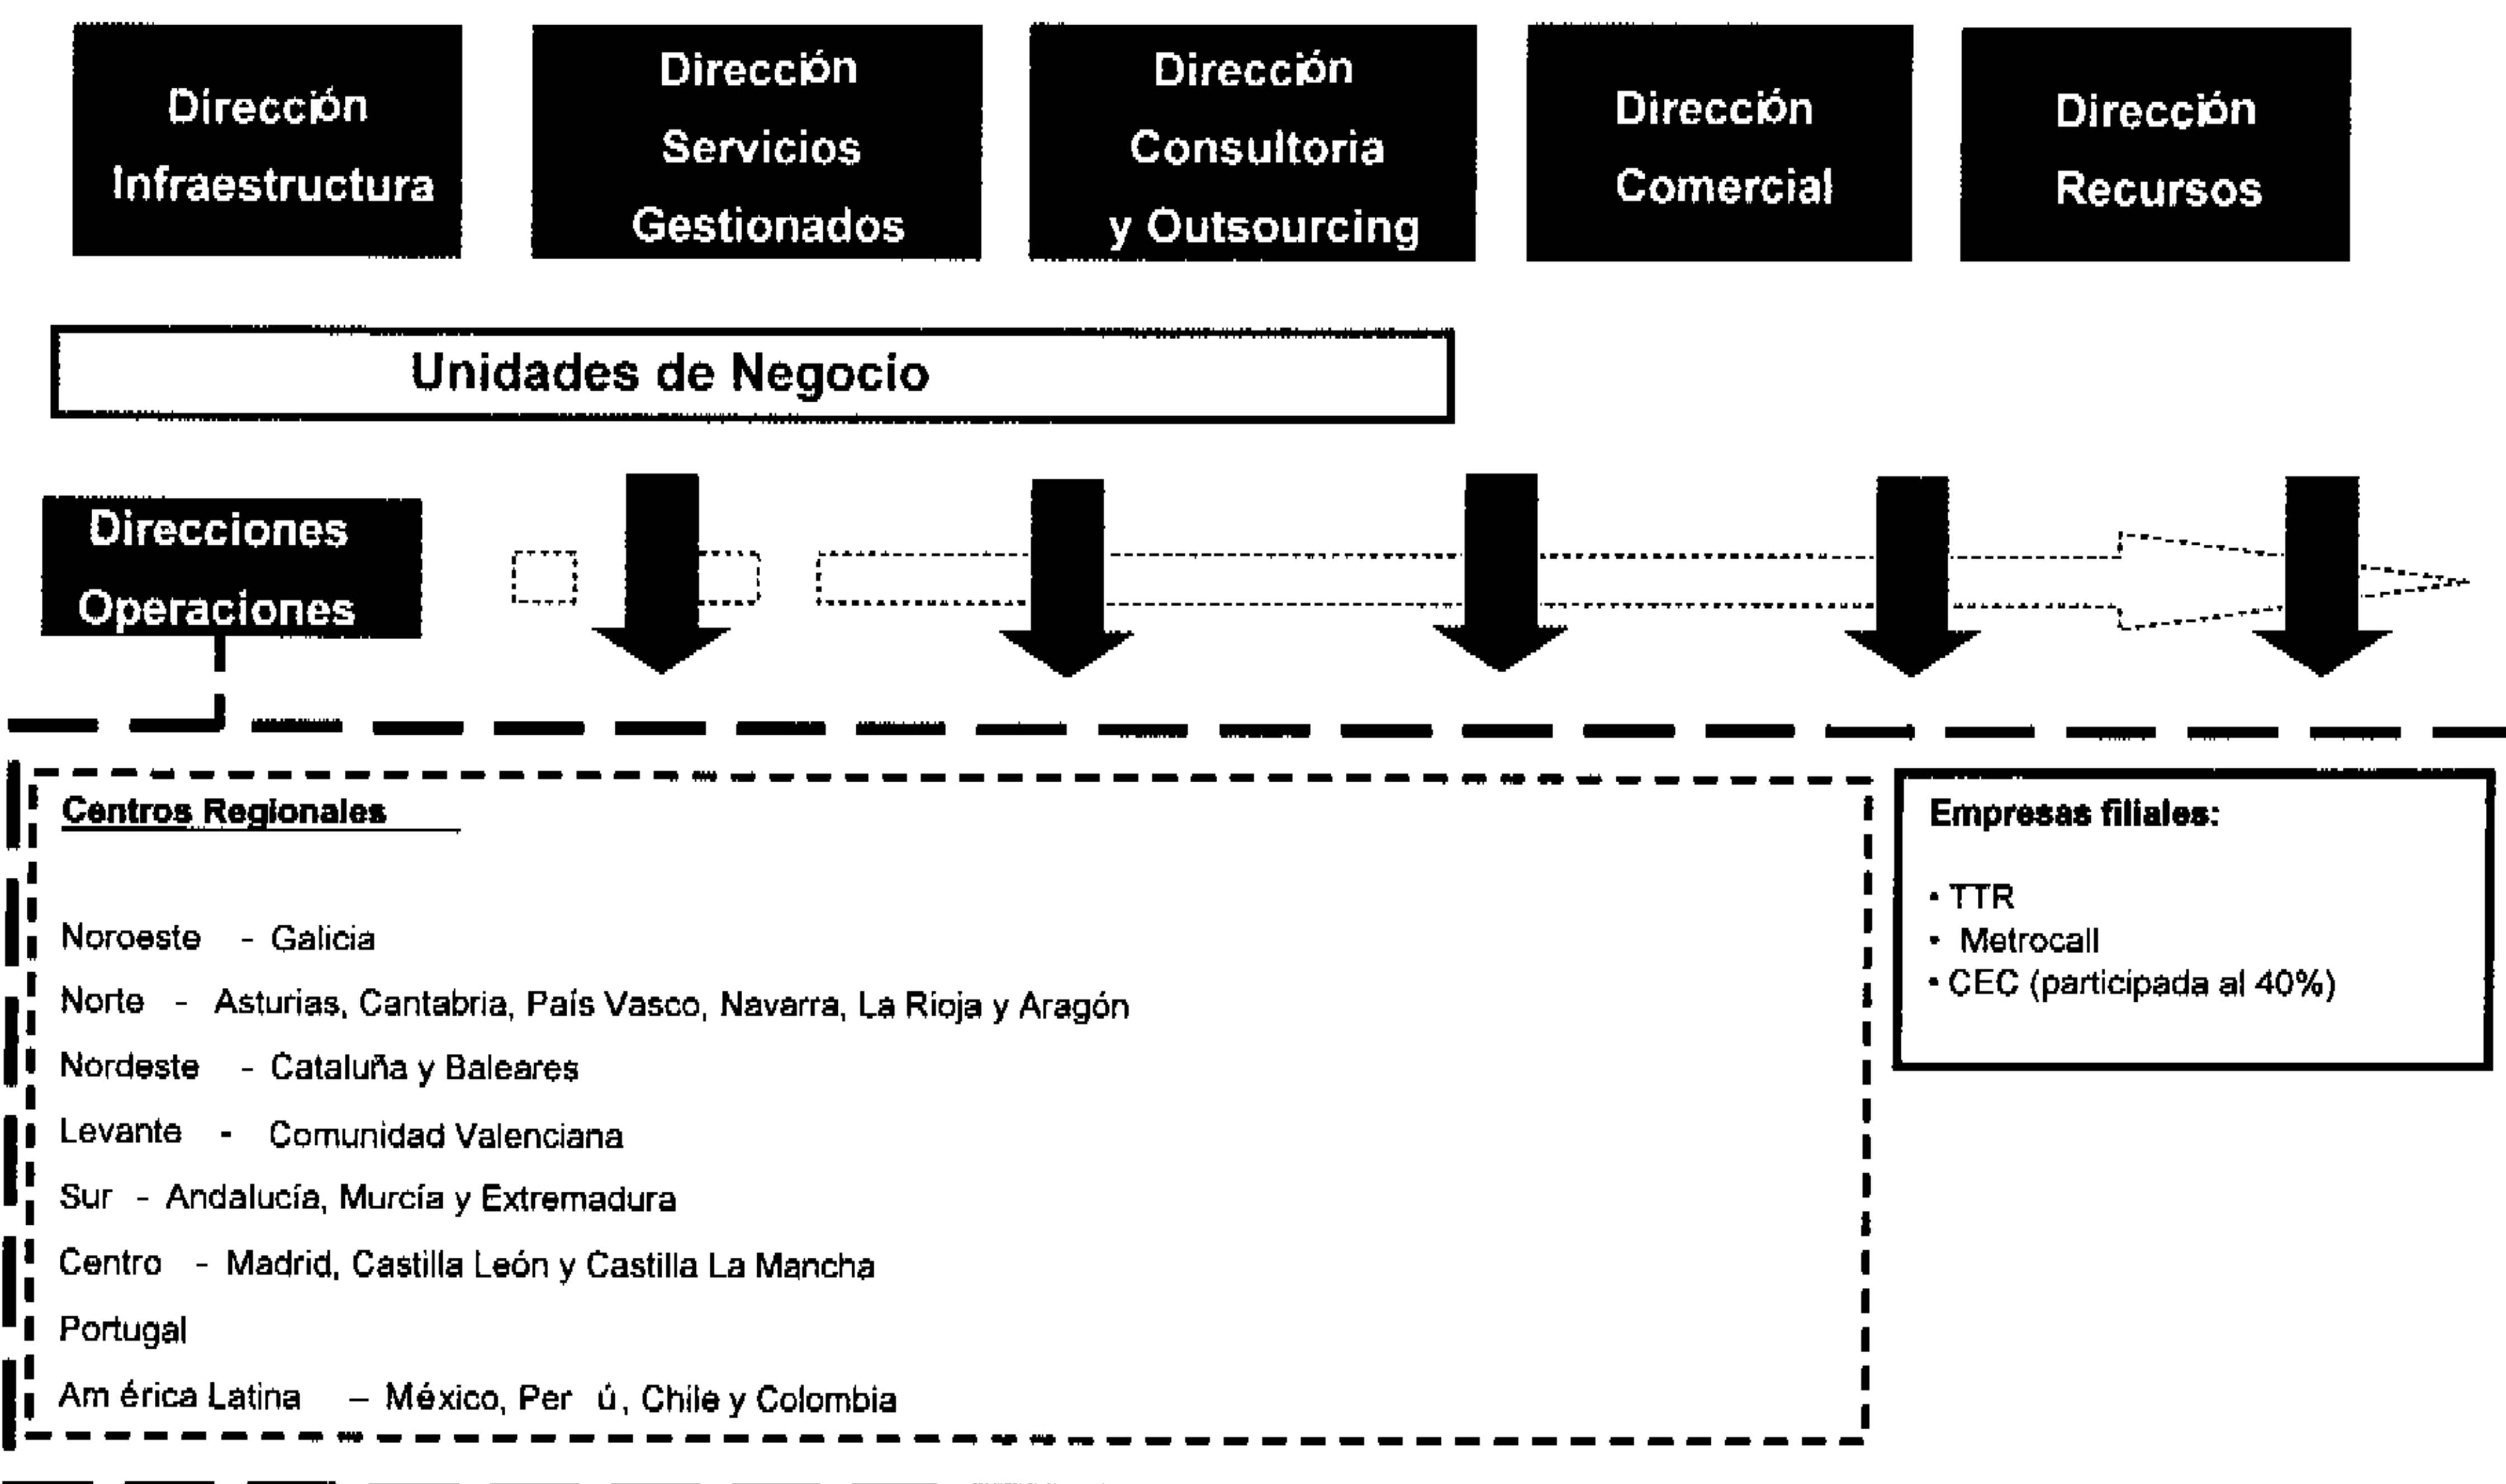 Dirección
Infraestructura
Dirección
Servicios
Gestionados
Dirección
Consultoria
y Outsourcing
Dirección
Comercial
Dirección
Recursos
Unidades de Negocio
Direcciones
Operaciones
Centros Regionales
Noroeste - Galicia
Norte - Asturias, Cantabria, País Vasco, Navarra, La Rioja y Aragón
Nordeste - Cataluña y Baleares
Levante - Comunidad Valenciana
Sur - Andalucía, Murcía y Extremadura
Centro - Madrid, Castilla León y Castilla La Mancha
Portugal
Am érica Latina – México, Per ú, Chile y Colombia
Empresas filiales:
• TTR
• Metrocall
• CEC (participada al 40%)